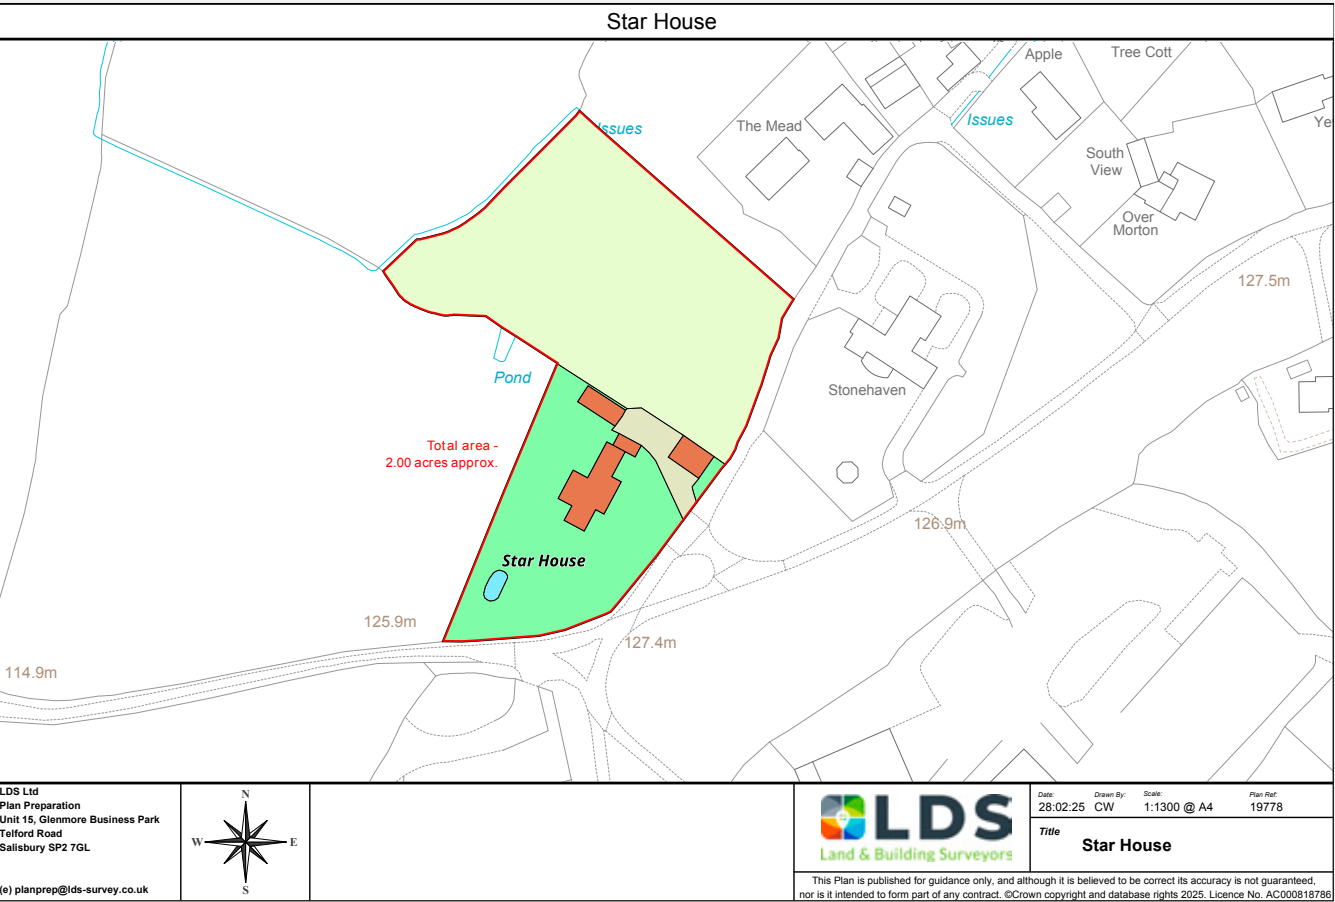 Star House
Apple
Tree Cott
Issues
Issues
The Mead
Ye
South
View
Over
Morton
127.5m
Pond
Stonehaven
Total area -
2.00 acres approx.
126.9m
Star House
125.9m
127.4m
114.9m
LDS Ltd
Plan Preparation
Unit 15, Glenmore Business Park
Telford Road
Salisbury SP2 7GL
(e) planprep@lds-survey.co.uk
N
W
E
S
LDS
Land & Building Surveyors
Date: Drawn By: Scale: Plan Ref:
28:02:25 CW 1:1300 @ A4 19778
Title
Star House
This Plan is published for guidance only, and although it is believed to be correct its accuracy is not guaranteed,
nor is it intended to form part of any contract. ©Crown copyright and database rights 2025. Licence No. AC000818786